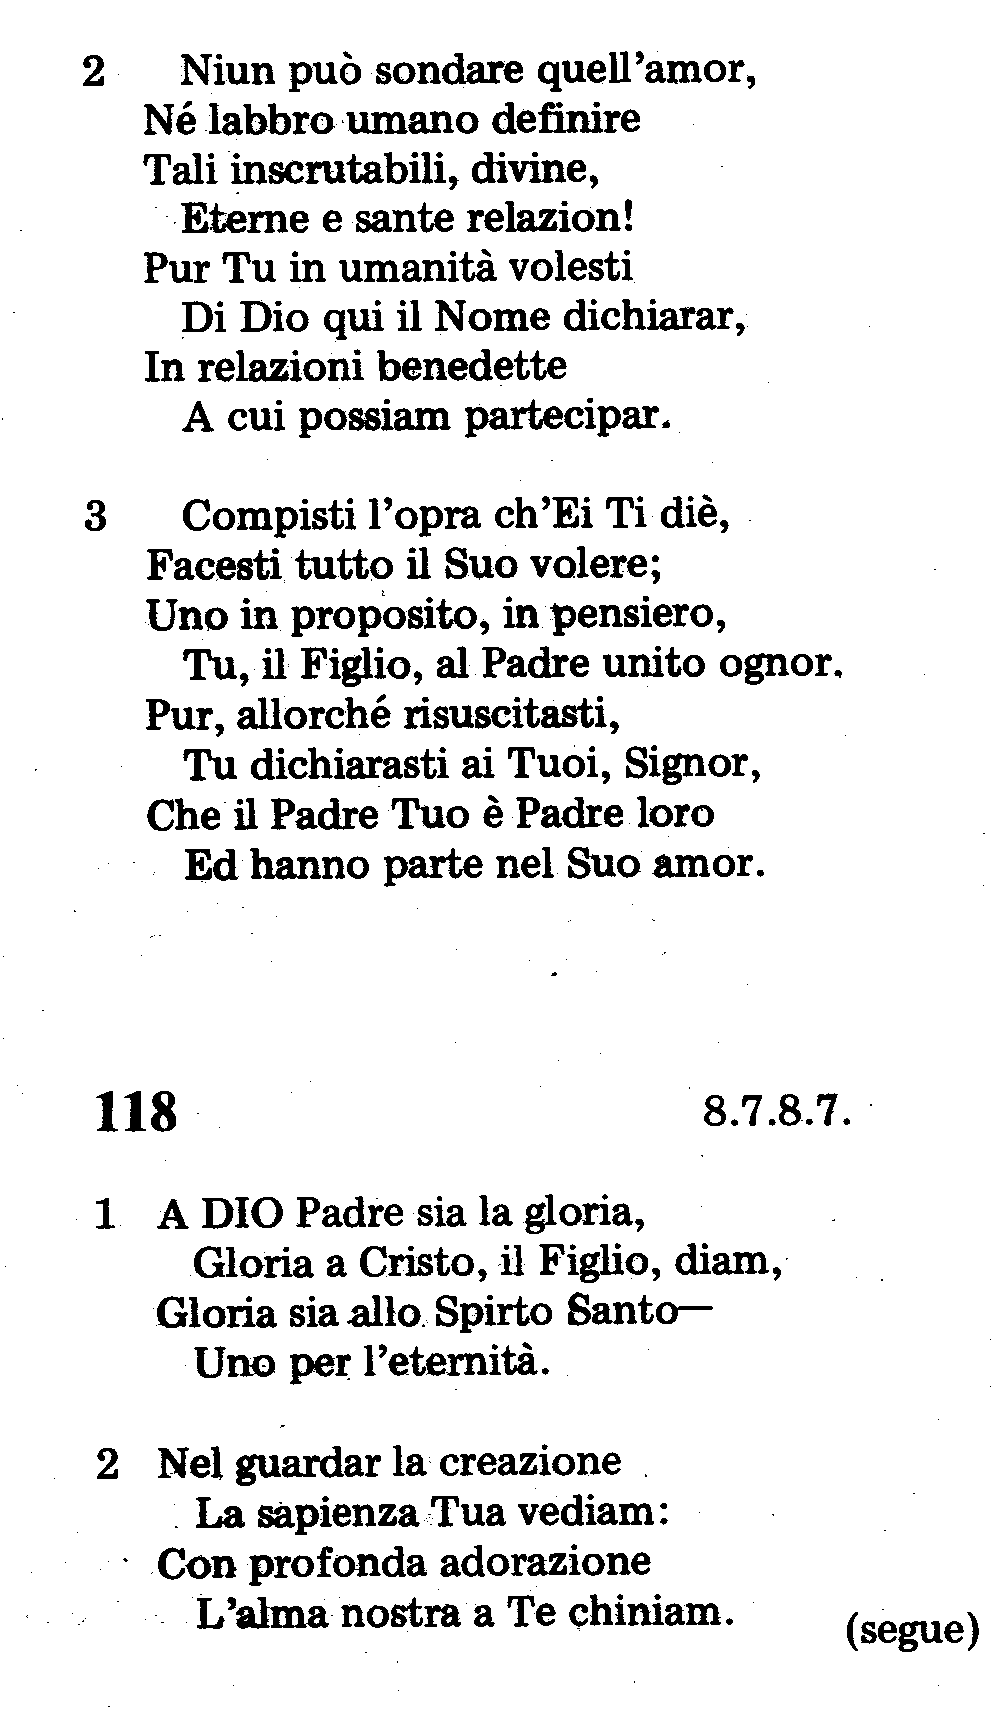 2 Niun può sondare quell'amor,
Né labbro umano definire
Tali inscrutabili, divine,
Eterne e sante relazion!
Pur Tu in umanità volesti
Di Dio qui il Nome dichiarar,
In relazioni benedette
A cui possiam partecipar.
3 Compisti l'opra ch'Ei Ti diè,
Facesti tutto il Suo volere;
Uno in proposito, in pensiero,
Tu, il Figlio, al Padre unito ognor.
Pur, allorché risuscitasti,
Tu dichiarasti ai Tuoi, Signor,
Che il Padre Tuo è Padre loro
Ed hanno parte nel Suo amor.
118 8.7.8.7.
1 A DIO Padre sia la gloria,
Gloria a Cristo, il Figlio, diam,
Gloria sia allo Spirto Santo—
Uno per l'eternità.
2 Nel guardar la creazione
La sapienza Tua vediam:
Con profonda adorazione
L'alma nostra a Te chiniam.
(segue)